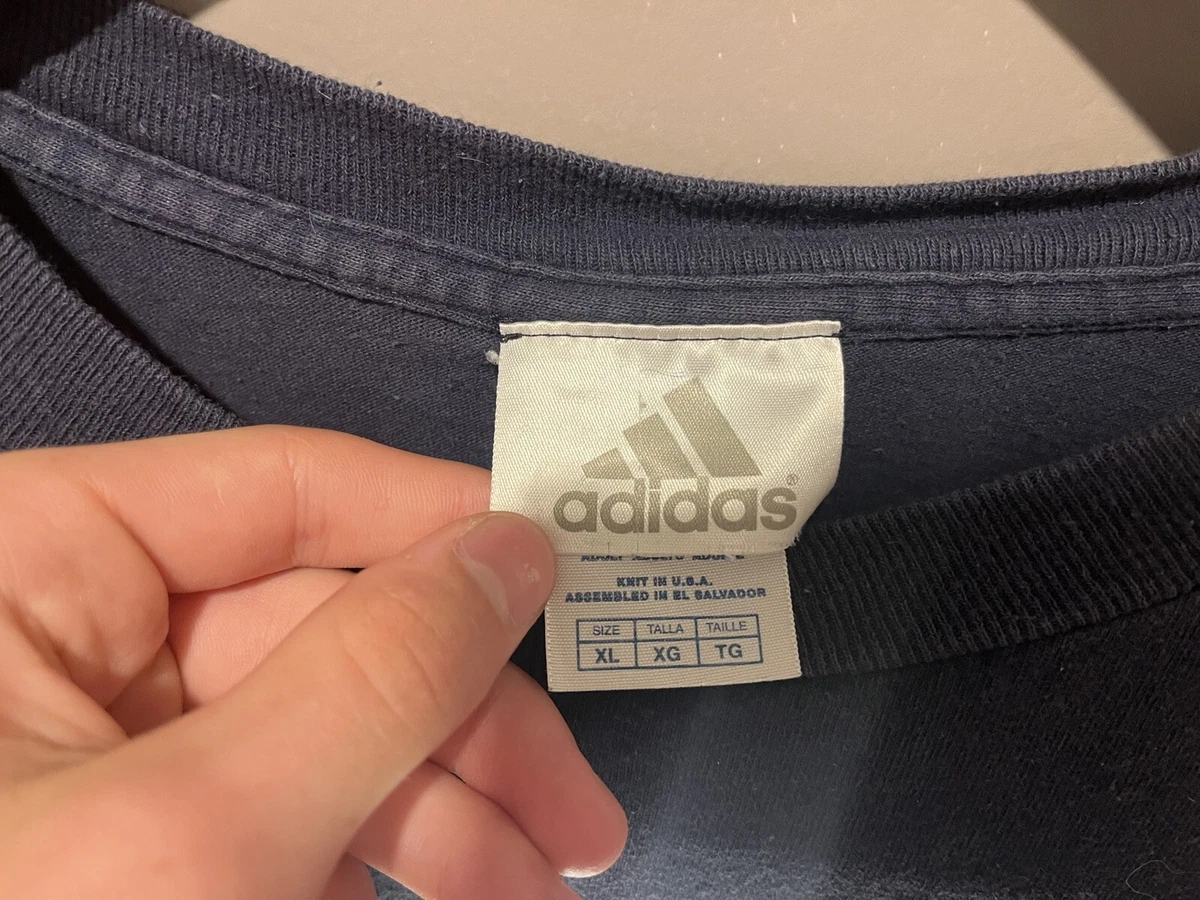 adidas®
KNIT IN U.S.A.
ASSEMBLED IN EL SALVADOR
SIZE TALLA TAILLE
XL XG TG